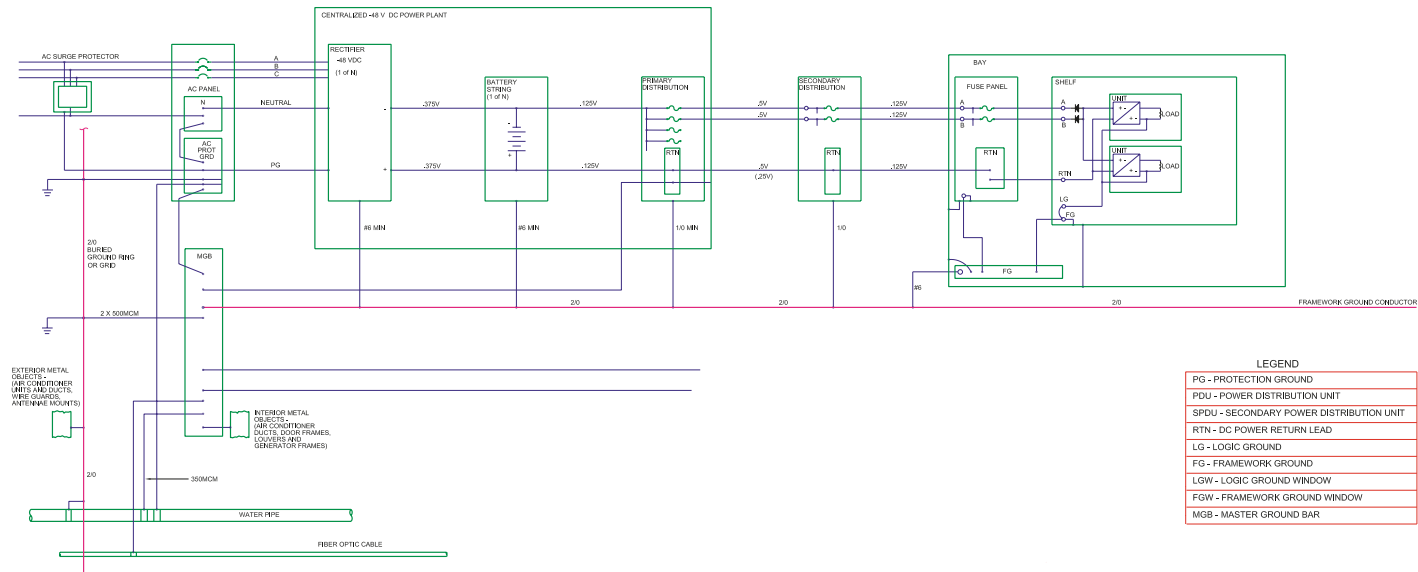 CENTRALIZED -48 V DC POWER PLANT
AC SURGE PROTECTOR
A
B
C
AC PANEL
N
NEUTRAL
AC
PROT
GRD
PG
RECTIFIER
-48 VDC
(1 of N)
-
+
.375V
.375V
BATTERY
STRING
(1 of N)
-
+
.125V
.125V
PRIMARY
DISTRIBUTION
RTN
.5V
.5V
.5V
(.25V)
SECONDARY
DISTRIBUTION
RTN
.125V
.125V
.125V
BAY
FUSE PANEL
A
B
RTN
SHELF
A
B
RTN
LG
FG
UNIT
+ -
+ -
LOAD
UNIT
+ -
+ -
LOAD
#6 MIN
#6 MIN
1/0 MIN
1/0
FG
#6
2/0
BURIED
GROUND RING
OR GRID
MGB
2/0
2/0
2/0
FRAMEWORK GROUND CONDUCTOR
2 X 500MCM
EXTERIOR METAL
OBJECTS -
(AIR CONDITIONER
UNITS AND DUCTS,
WIRE GUARDS,
ANTENNAE MOUNTS)
INTERIOR METAL
OBJECTS -
(AIR CONDITIONER
DUCTS, DOOR FRAMES,
LOUVERS AND
GENERATOR FRAMES)
2/0
350MCM
WATER PIPE
FIBER OPTIC CABLE
LEGEND
PG - PROTECTION GROUND
PDU - POWER DISTRIBUTION UNIT
SPDU - SECONDARY POWER DISTRIBUTION UNIT
RTN - DC POWER RETURN LEAD
LG - LOGIC GROUND
FG - FRAMEWORK GROUND
LGW - LOGIC GROUND WINDOW
FGW - FRAMEWORK GROUND WINDOW
MGB - MASTER GROUND BAR